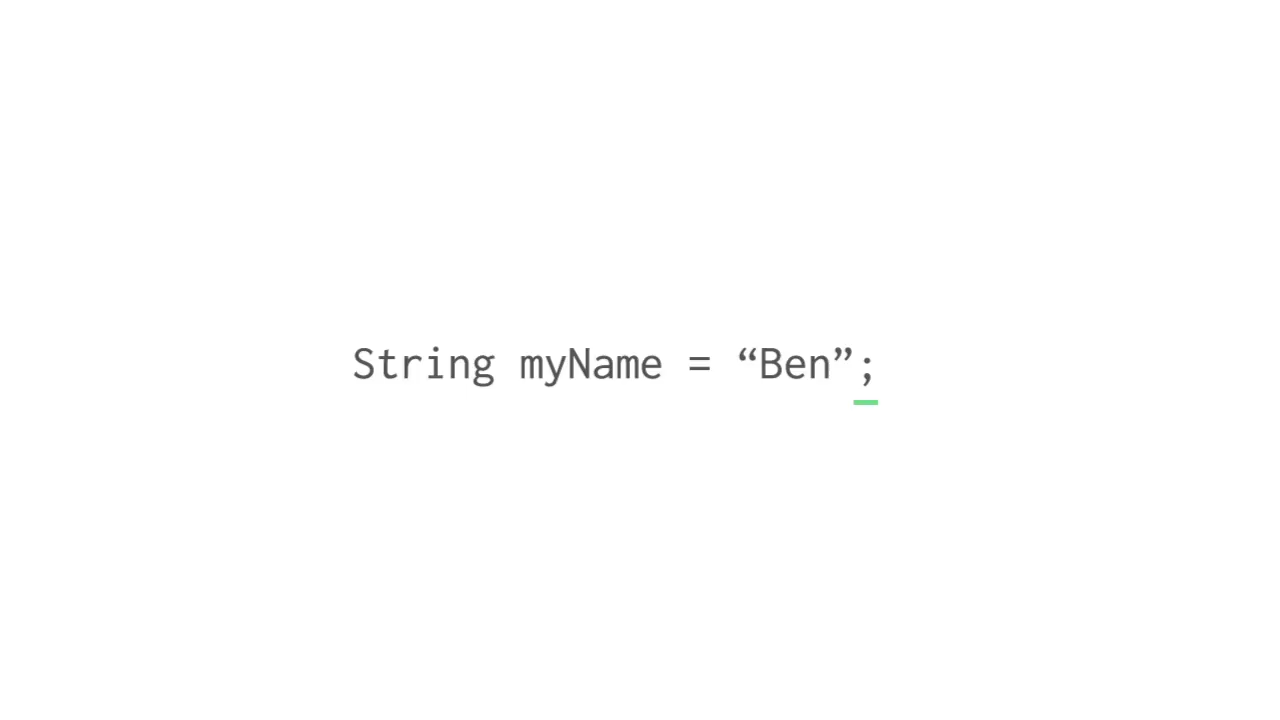 String myName = “Ben”;